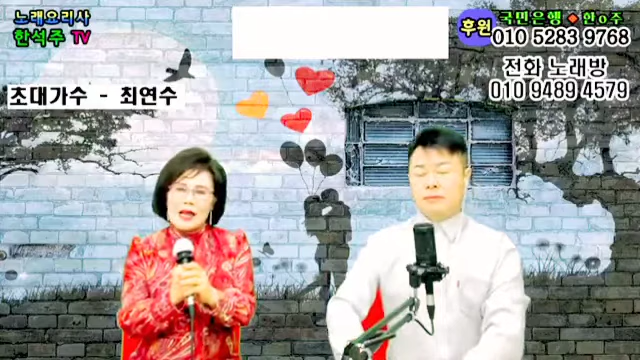 노래요리사
한석주 TV
초대가수 - 최연수
후원
국민은행 ◆ 한o주
010 5283 9768
전화 노래방
010 9489 4579